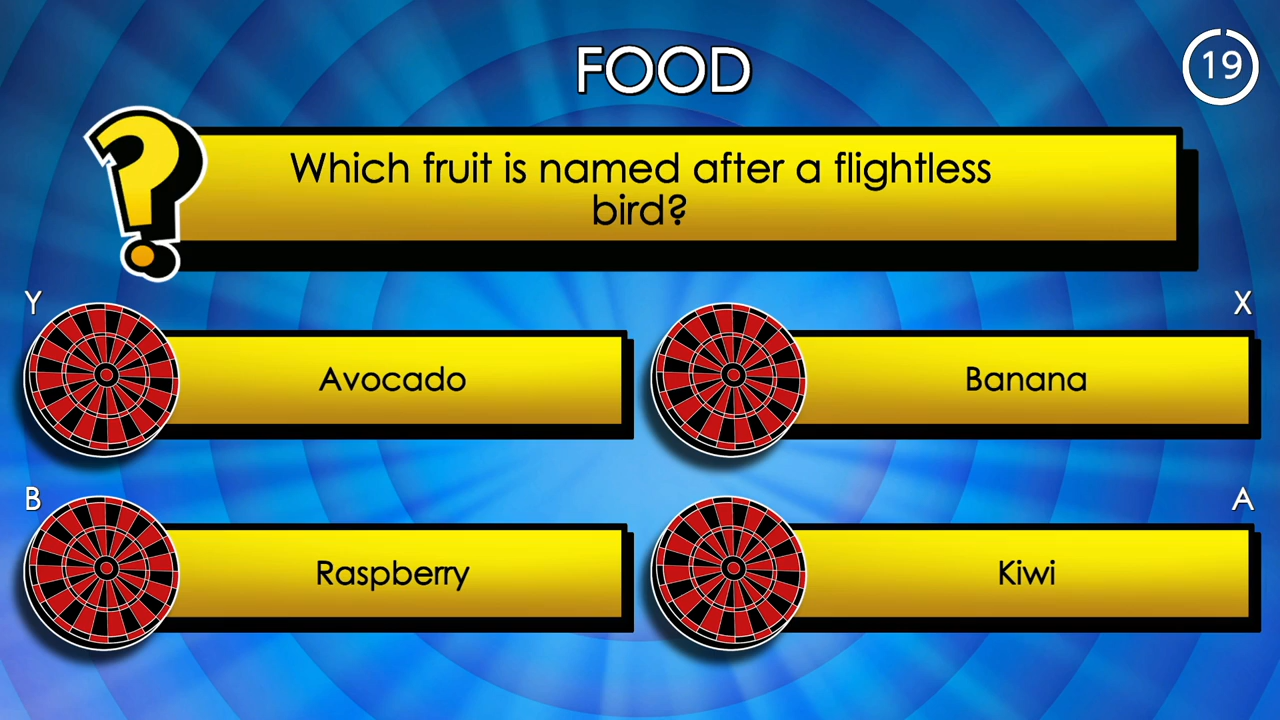 FOOD
19
Which fruit is named after a flightless
bird?
Y
X
Avocado
Banana
B
A
Raspberry
Kiwi